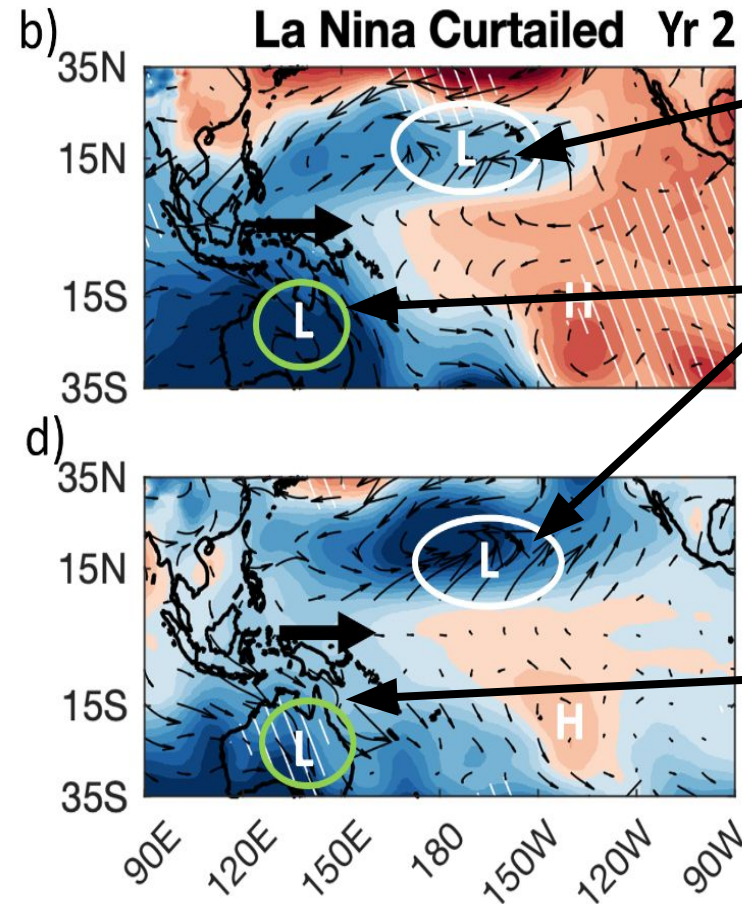 b) La Nina Curtailed Yr 2
35N
L
15N
15S
H
L
35S
d)
35N
L
15N
15S
H
L
35S
90E 120E 150E 180 150W 120W 90W